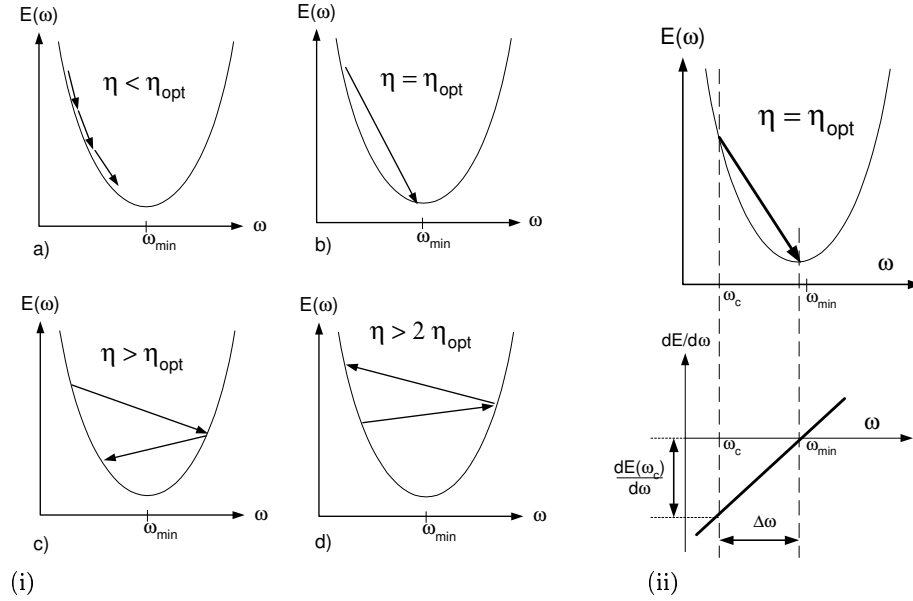 E(ω)
η < η_opt
ω_min
ω
a)
E(ω)
η = η_opt
ω_min
ω
b)
E(ω)
η > η_opt
ω_min
ω
c)
E(ω)
η > 2 η_opt
ω_min
ω
d)
(i)
E(ω)
η = η_opt
ω
ω_c
ω_min
dE/dω
ω
ω_c
ω_min
dE(ω_c)
dω
Δω
(ii)